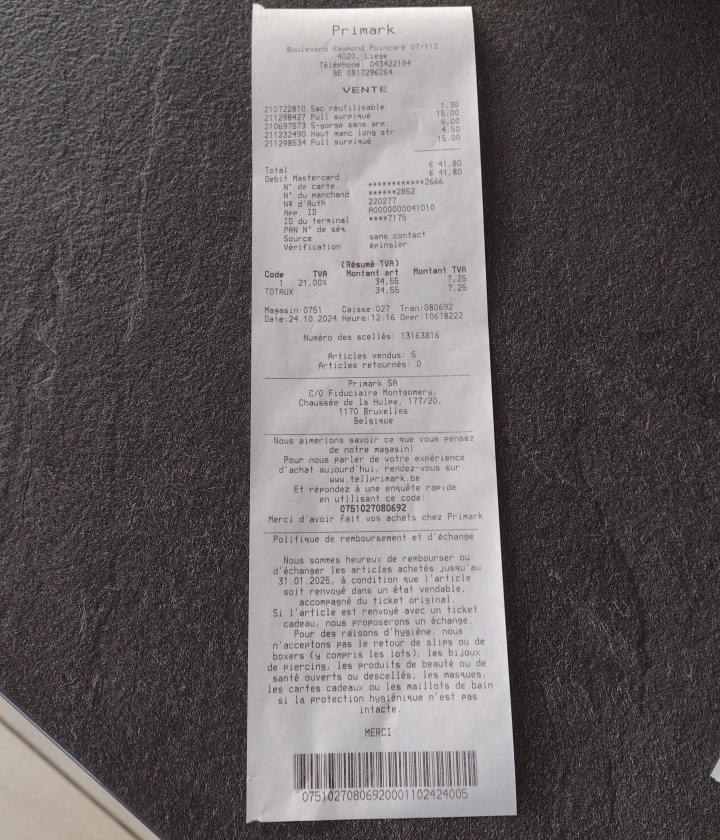 Primark
Boulevard Raymond Poincaré 07/113
4020, Liege
Téléphone: 043422194
BE 0817296264
VENTE
210722810 Sac réutilisable 1,30
211298427 Pull surpiqué 15,00
210697573 S-gorge sans arm. 6,00
211232490 Haut manc long str 4,50
211298534 Pull surpiqué 15,00
Total € 41,80
Debit Mastercard € 41,80
N° de carte. ************2666
N° du marchand ******2852
Nº d'Auth 220277
App. ID A0000000041010
ID du terminal ****7175
PAN N° de séq
Source sans contact
Vérification épingler
(Résumé TVA)
Code TVA Montant art Montant TVA
1 21,00% 34,55 7,25
TOTAUX 34,55 7,25
Magasin:0751 Caisse:027 Tran:080692
Date:24.10.2024 Heure:12:16 Oper:10678222
Numéro des scellés: 13163816
Articles vendus: 5
Articles retournés: 0
Primark SA
C/O Fiduciaire Montgomery,
Chaussée de la Hulpe, 177/20,
1170 Bruxelles
Belgique
Nous aimerions savoir ce que vous pensez
de notre magasin!
Pour nous parler de votre expérience
d'achat aujourd'hui, rendez-vous sur:
www.tellprimark.be
Et répondez à une enquête rapide
en utilisant ce code:
0751027080692
Merci d'avoir fait vos achats chez Primark
Politique de remboursement et d'échange
Nous sommes heureux de rembourser ou
d'échanger les articles achetés jusqu'au
31.01.2025, à condition que l'article
soit renvoyé dans un état vendable,
accompagné du ticket original.
Si l'article est renvoyé avec un ticket
cadeau, nous proposerons un échange.
Pour des raisons d'hygiène, nous
n'acceptons pas le retour de slips ou de
boxers (y compris les lots), les bijoux
de piercing, les produits de beauté ou de
santé ouverts ou descellés, les masques,
les cartes cadeaux ou les maillots de bain
si la protection hygiénique n'est pas
intacte.
MERCI
07510270806920001102424005